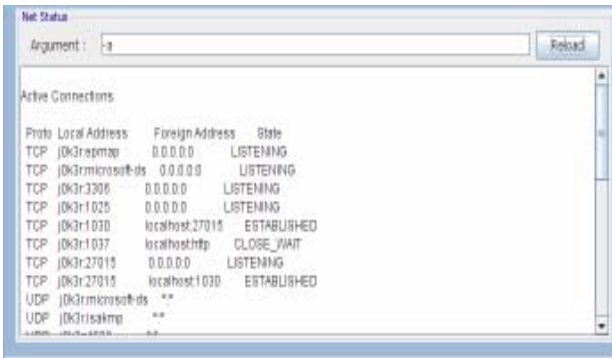 Net Status
Argument : -a Reload
Active Connections
Proto Local Address Foreign Address State
TCP j0k3r:epmap 0.0.0.0:0 LISTENING
TCP j0k3r:microsoft-ds 0.0.0.0:0 LISTENING
TCP j0k3r:3306 0.0.0.0:0 LISTENING
TCP j0k3r:1025 0.0.0.0:0 LISTENING
TCP j0k3r:1030 localhost:27015 ESTABLISHED
TCP j0k3r:1037 localhost:http CLOSE_WAIT
TCP j0k3r:27015 0.0.0.0:0 LISTENING
TCP j0k3r:27015 localhost:1030 ESTABLISHED
UDP j0k3r:microsoft-ds *:*
UDP j0k3r:isakmp *:*